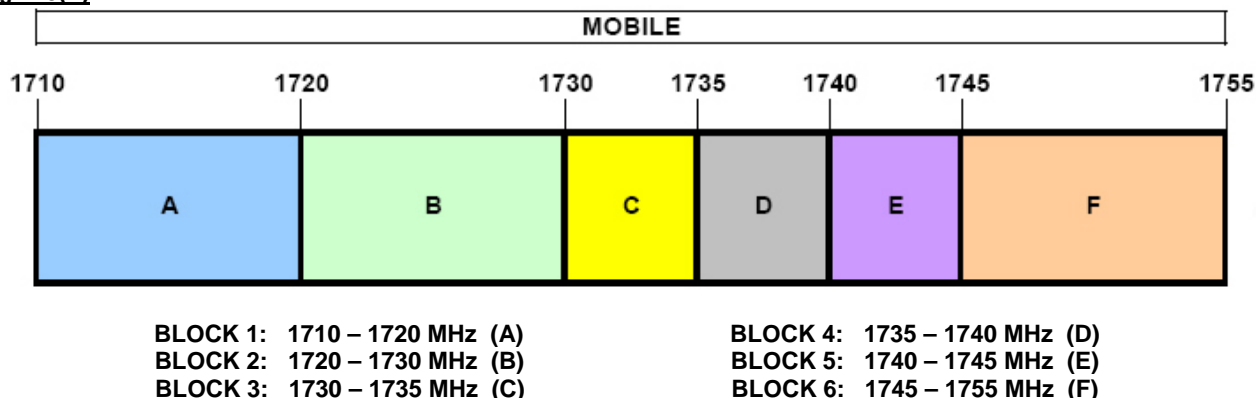 MOBILE
1710 1720 1730 1735 1740 1745 1755
A B C D E F
BLOCK 1: 1710 – 1720 MHz (A) BLOCK 4: 1735 – 1740 MHz (D)
BLOCK 2: 1720 – 1730 MHz (B) BLOCK 5: 1740 – 1745 MHz (E)
BLOCK 3: 1730 – 1735 MHz (C) BLOCK 6: 1745 – 1755 MHz (F)